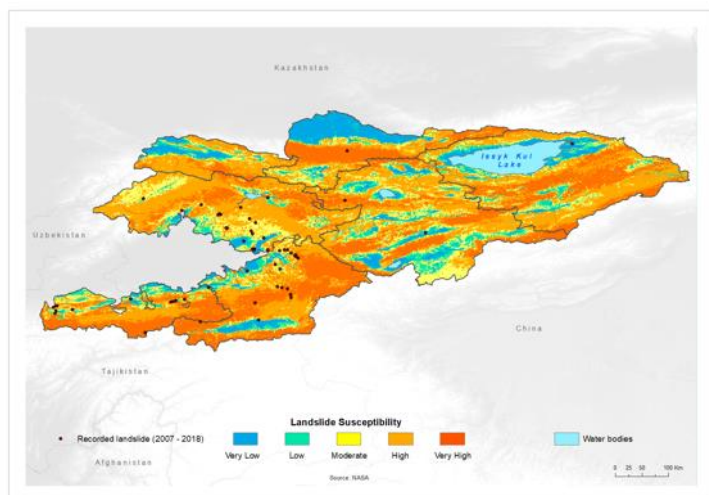 Kazakhstan
Issyk Kul
Lake
Uzbekistan
China
Tajikistan
Afghanistan
Landslide Susceptibility
Recorded landslide (2007 - 2018)
Very Low
Low
Moderate
High
Very High
Water bodies
Source: NASA
0 25 50 100 Km